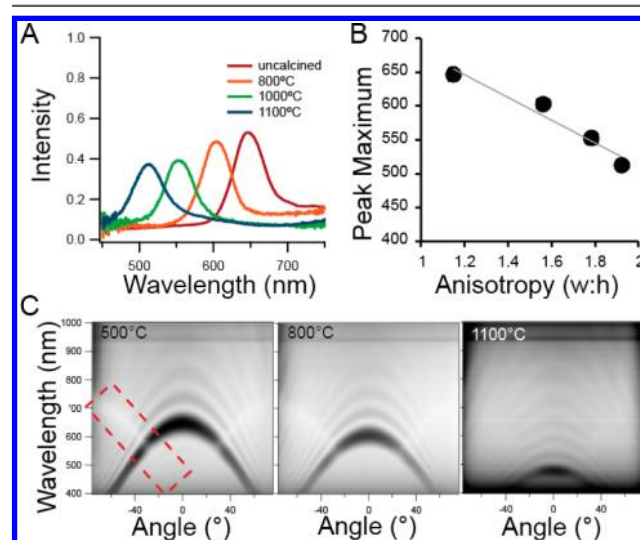 A
Intensity
1.0
0.8
0.6
0.4
0.2
0.0
uncalcined
800ºC
1000ºC
1100ºC
500
600
700
Wavelength (nm)
B
Peak Maximum
700
650
600
550
500
450
400
1
1.2
1.4
1.6
1.8
2
Anisotropy (w:h)
C
Wavelength (nm)
1000
900
800
700
600
500
400
500°C
800°C
1100°C
-40 0 40
-40 0 40
-40 0 40
Angle (°)
Angle (°)
Angle (°)